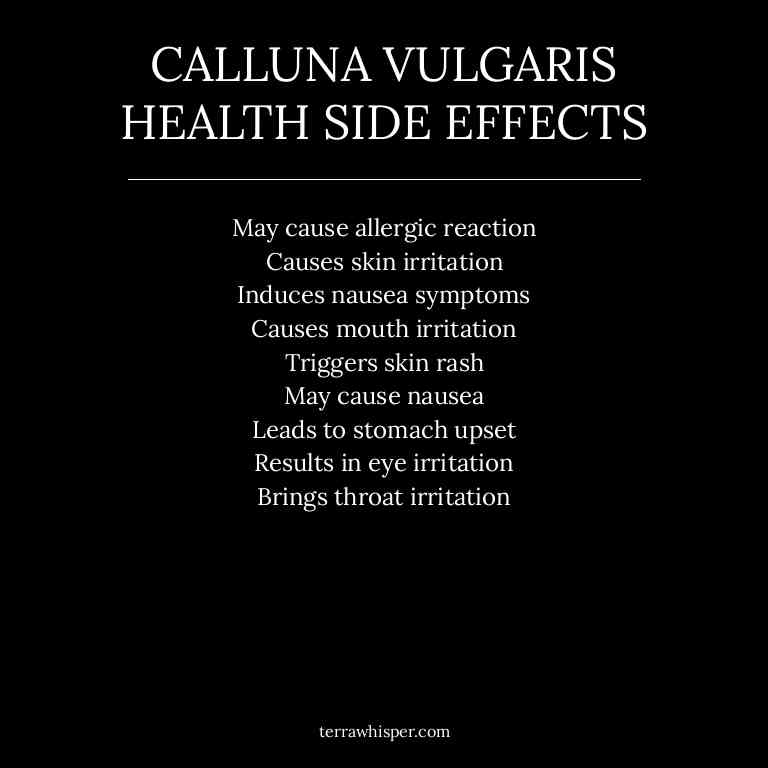 CALLUNA VULGARIS
HEALTH SIDE EFFECTS
May cause allergic reaction
Causes skin irritation
Induces nausea symptoms
Causes mouth irritation
Triggers skin rash
May cause nausea
Leads to stomach upset
Results in eye irritation
Brings throat irritation
terrawhisper.com